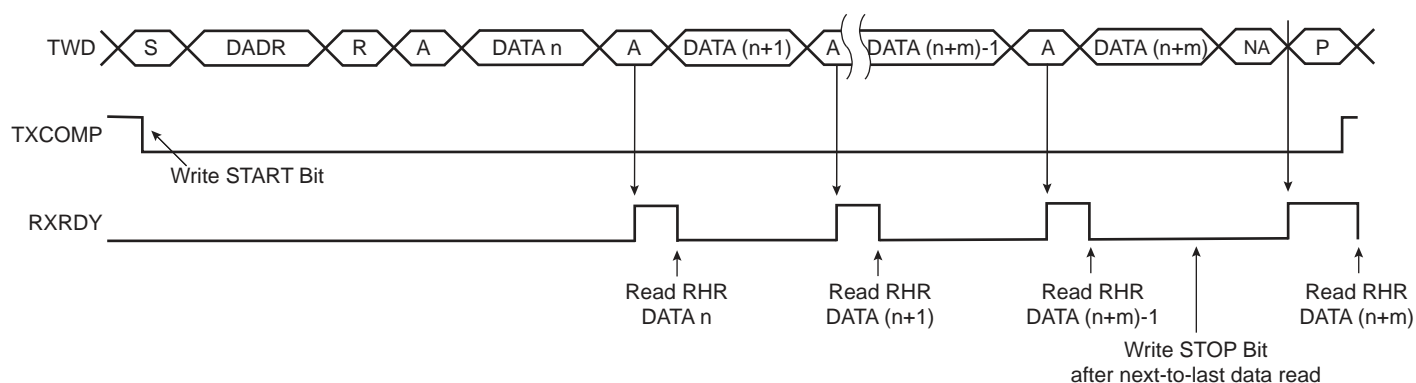 TWD S DADR R A DATA n A DATA (n+1) A DATA (n+m)-1 A DATA (n+m) NA P
TXCOMP
Write START Bit
RXRDY
Read RHR
DATA n
Read RHR
DATA (n+1)
Read RHR
DATA (n+m)-1
Read RHR
DATA (n+m)
Write STOP Bit
after next-to-last data read